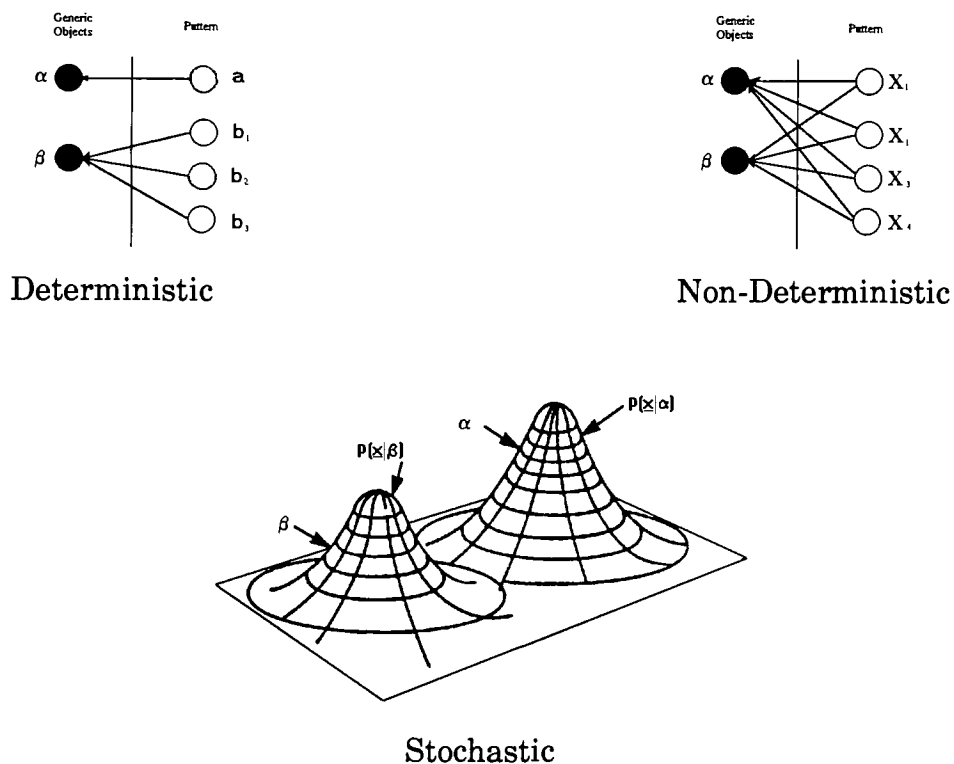 Generic
Objects
Pattern
α
a
β
b₁
b₂
b₃
Deterministic
Generic
Objects
Pattern
α
X₁
β
X₁
X₃
X₄
Non-Deterministic
p(x|α)
α
p(x|β)
β
Stochastic